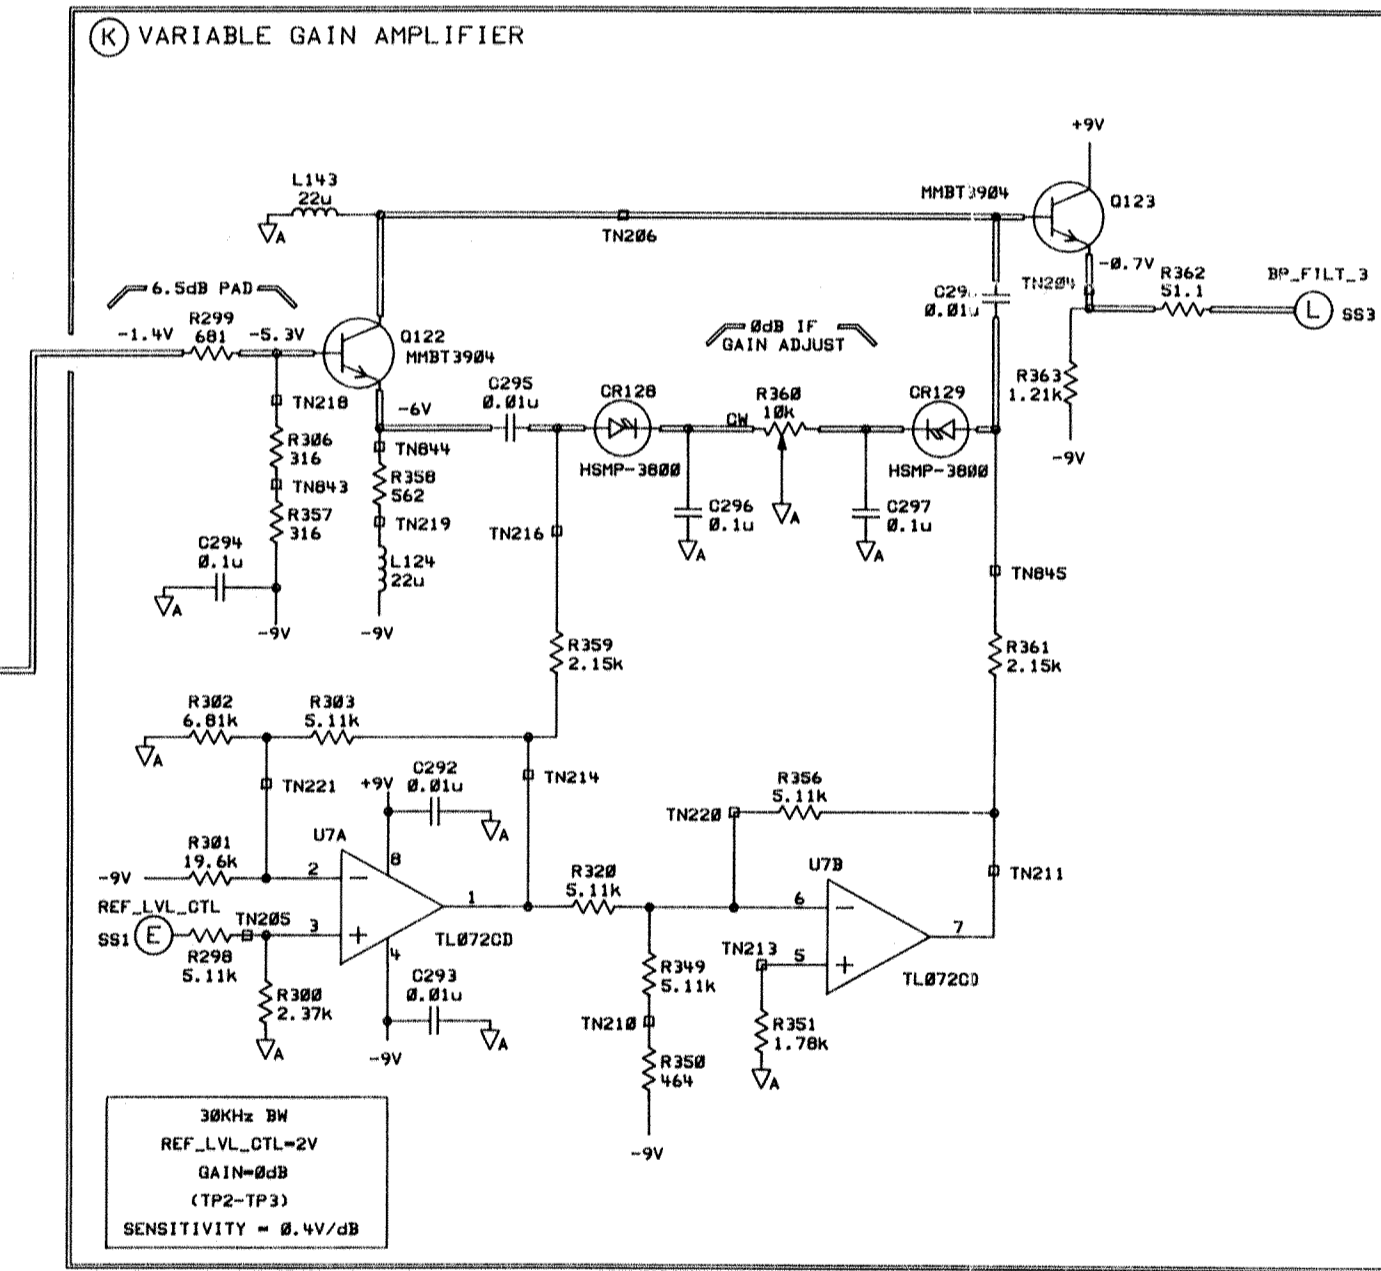 K VARIABLE GAIN AMPLIFIER
+9V
L143
22u
A
MMBT3904
Q123
TN206
-0.7V
TN204
R362
51.1
BP_FILT_3
L
SS3
6.5dB PAD
-1.4V
R299
681
-5.3V
Q122
MMBT3904
C29
0.01u
0dB IF
GAIN ADJUST
R363
1.21k
-9V
TN218
-6V
C295
0.01u
CR128
HSMP-3800
CW
R360
10k
CR129
HSMP-3800
R306
316
TN843
R357
316
TN844
R358
562
TN219
L124
22u
C294
0.1u
A
-9V
-9V
TN216
C296
0.1u
A
A
C297
0.1u
A
TN845
R359
2.15k
R361
2.15k
R302
6.81k
R303
5.11k
A
TN221
+9V
C292
0.01u
A
TN214
R356
5.11k
TN220
U7A
8
R301
19.6k
-9V
2
REF_LVL_CTL
SS1
E
TN205
3
R298
5.11k
1
4
TL072CD
R320
5.11k
U7B
TN211
6
7
TN213
5
TL072CD
R300
2.37k
A
C293
0.01u
A
-9V
R349
5.11k
TN210
R350
464
-9V
R351
1.78k
A
30KHz BW
REF_LVL_CTL=2V
GAIN=0dB
(TP2-TP3)
SENSITIVITY = 0.4V/dB